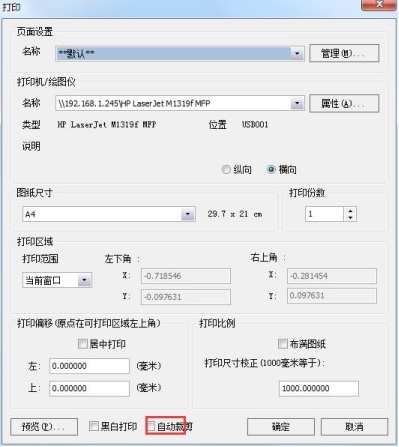 打印
页面设置
名称 **默认** 管理(M)...
打印机/绘图仪
名称 \\192.168.1.245\HP LaserJet M1319f MFP 属性(A)...
类型 HP LaserJet M1319f MFP 位置 USB001
说明
纵向 横向
图纸尺寸 打印份数
A4 29.7 x 21 cm 1
打印区域
打印范围 左下角 : 右上角 :
当前窗口 X: -0.718546 X: -0.281454
Y: -0.097631 Y: 0.097631
打印偏移(原点在可打印区域左上角) 打印比例
居中打印 布满图纸
左: 0.000000 (毫米) 打印尺寸校正(1000毫米等于):
上: 0.000000 (毫米) 1000.000000
预览(P)... 黑白打印 自动裁剪 确定 取消